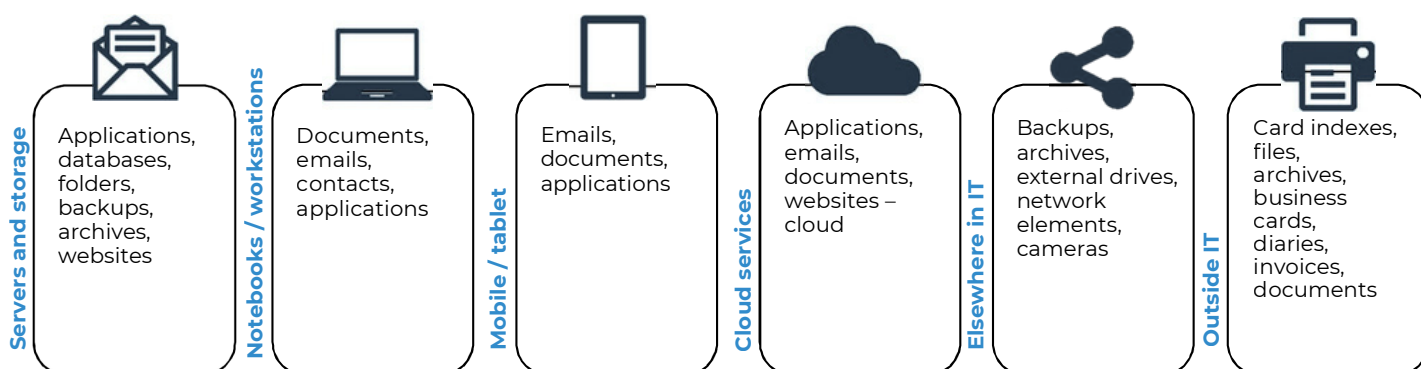 Servers and storage
Applications,
databases,
folders,
backups,
archives,
websites
Notebooks / workstations
Documents,
emails,
contacts,
applications
Mobile / tablet
Emails,
documents,
applications
Cloud services
Applications,
emails,
documents,
websites –
cloud
Elsewhere in IT
Backups,
archives,
external drives,
network
elements,
cameras
Outside IT
Card indexes,
files,
archives,
business
cards,
diaries,
invoices,
documents